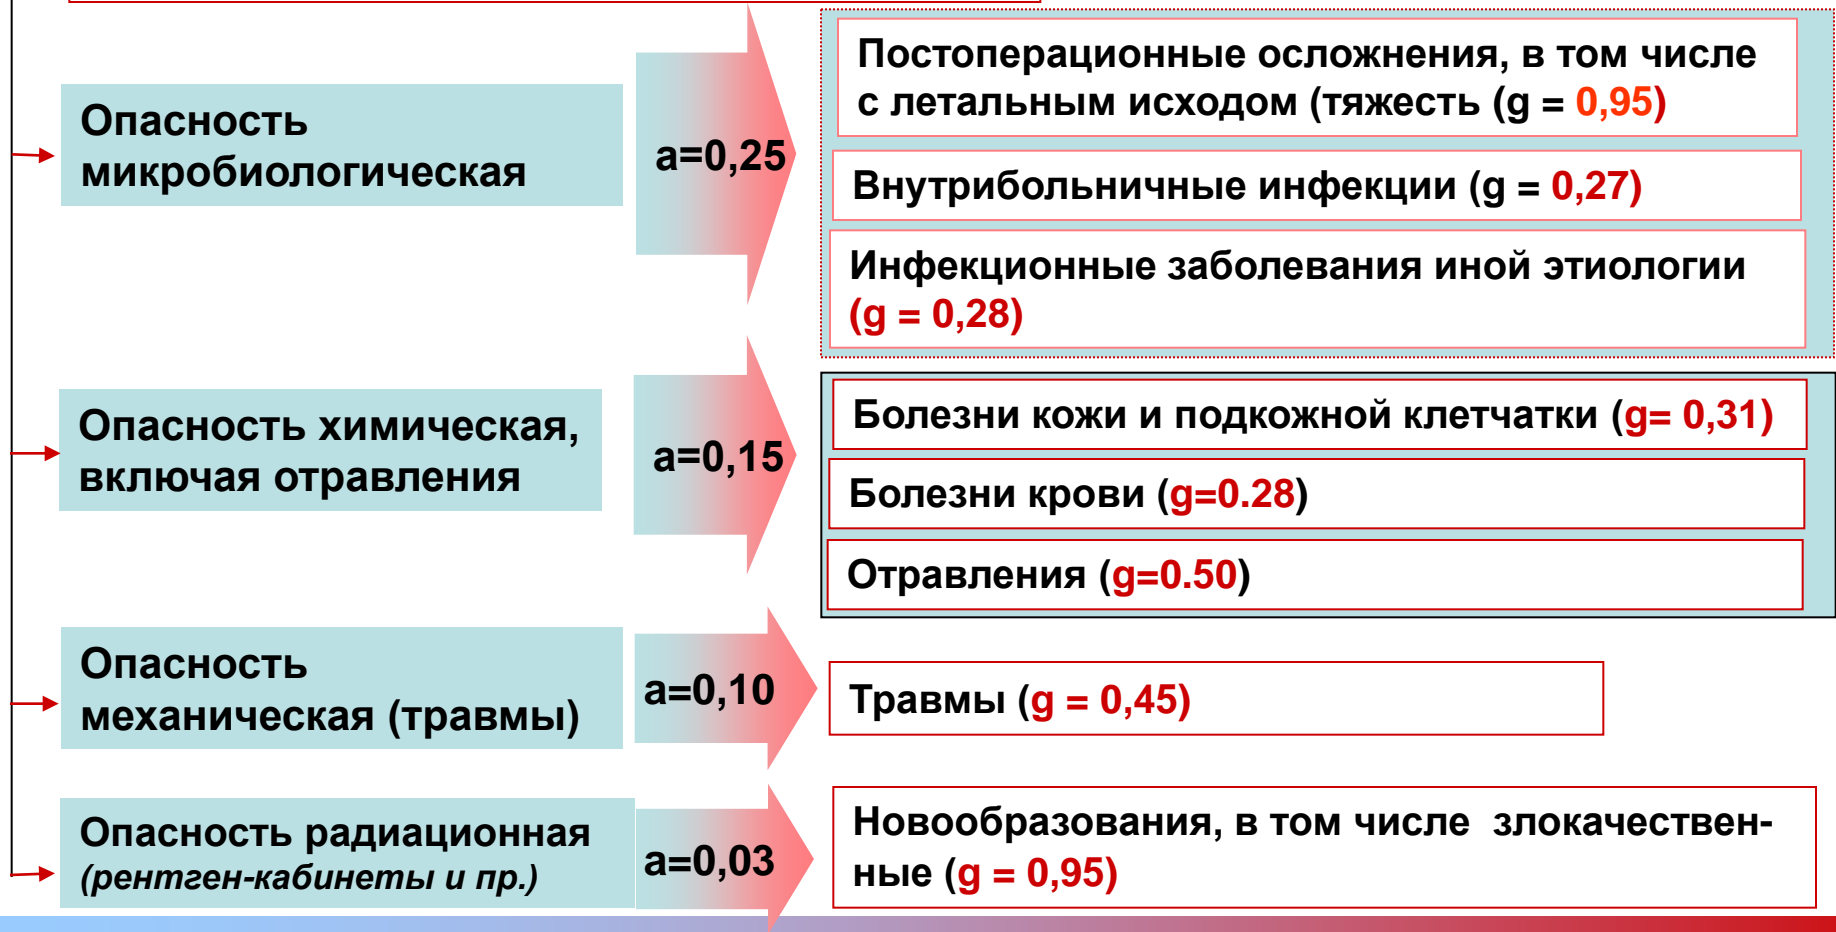 Опасность
микробиологическая
a=0,25
Постоперационные осложнения, в том числе
с летальным исходом (тяжесть (g = 0,95)
Внутрибольничные инфекции (g = 0,27)
Инфекционные заболевания иной этиологии
(g = 0,28)
Опасность химическая,
включая отравления
a=0,15
Болезни кожи и подкожной клетчатки (g= 0,31)
Болезни крови (g=0.28)
Отравления (g=0.50)
Опасность
механическая (травмы)
a=0,10
Травмы (g = 0,45)
Опасность радиационная
(рентген-кабинеты и пр.)
a=0,03
Новообразования, в том числе  злокачествен-
ные (g = 0,95)